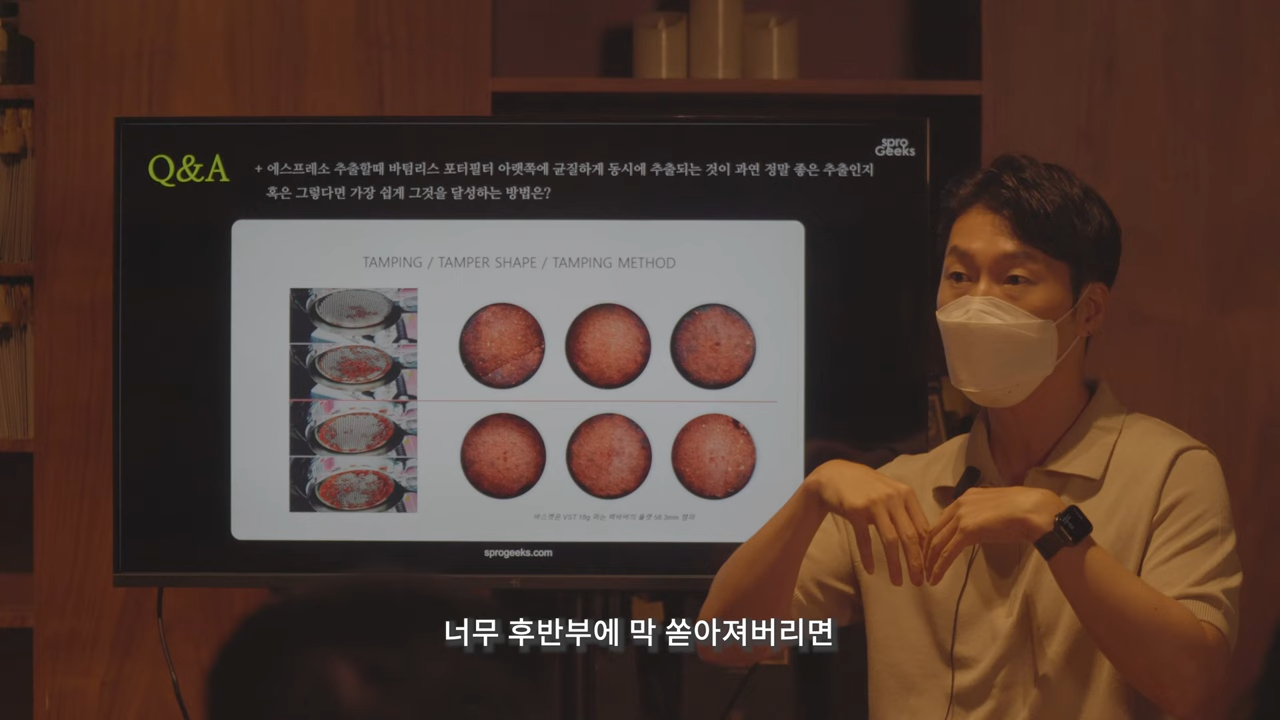 Q&A
+ 에스프레소 추출할때 바텀리스 포터필터 아랫쪽에 균질하게 동시에 추출되는 것이 과연 정말 좋은 추출인지
혹은 그렇다면 가장 쉽게 그것을 달성하는 방법은?
spro
Geeks
TAMPING / TAMPER SHAPE / TAMPING METHOD
VST 58.3mm
sprogeeks.com
너무 후반부에 막 쏟아져버리면